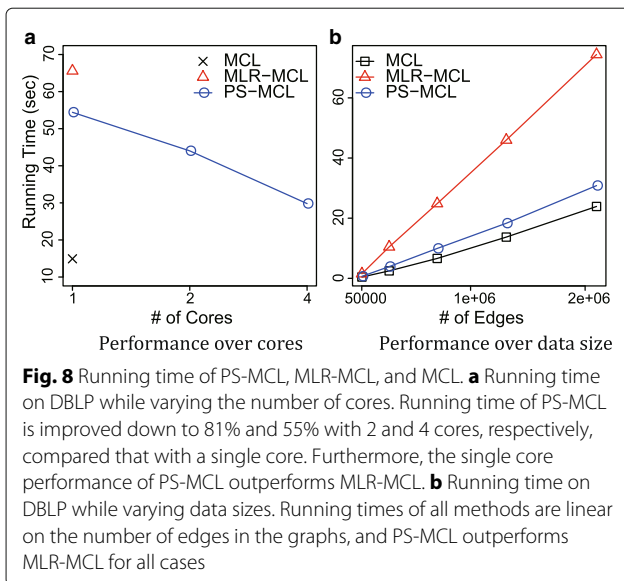 a
b
70
60
50
40
30
20
10
Running Time (sec)
× MCL
MLR−MCL
PS−MCL
1
2
4
# of Cores
Performance over cores
60
40
20
0
MCL
MLR−MCL
PS−MCL
50000
1e+06
2e+06
# of Edges
Performance over data size
Fig. 8 Running time of PS-MCL, MLR-MCL, and MCL. a Running time
on DBLP while varying the number of cores. Running time of PS-MCL
is improved down to 81% and 55% with 2 and 4 cores, respectively,
compared that with a single core. Furthermore, the single core
performance of PS-MCL outperforms MLR-MCL. b Running time on
DBLP while varying data sizes. Running times of all methods are linear
on the number of edges in the graphs, and PS-MCL outperforms
MLR-MCL for all cases